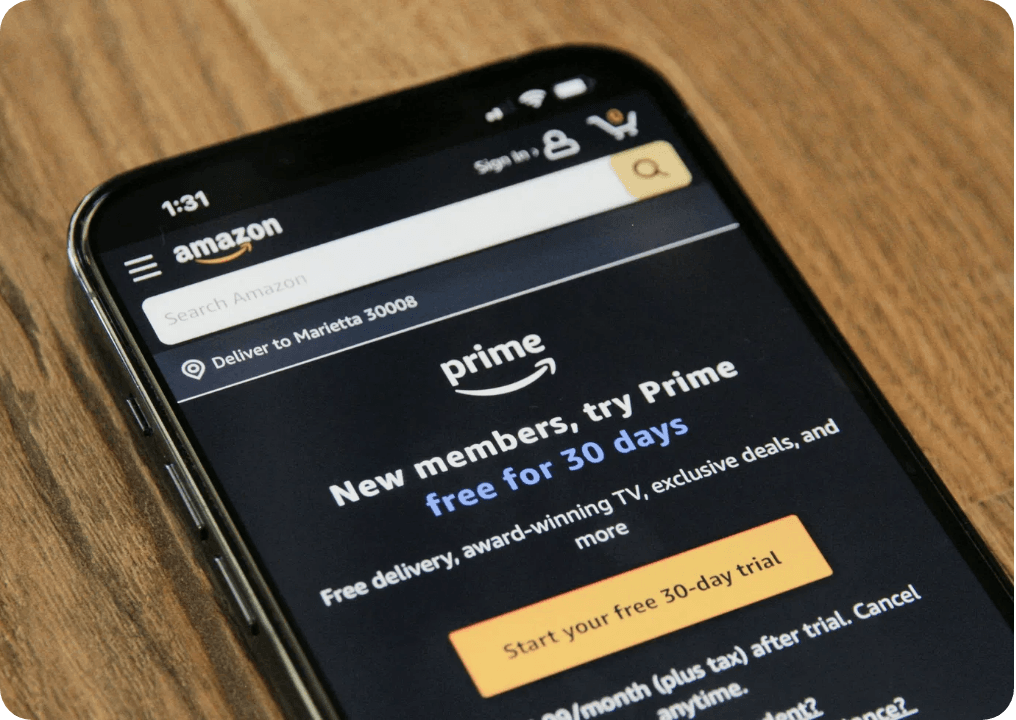 1:31
Sign in ›
0
amazon
Search Amazon
Deliver to Marietta 30008
prime
New members, try Prime
free for 30 days
Free delivery, award-winning TV, exclusive deals, and
more
Start your free 30-day trial
/month (plus tax) after trial. Cancel
anytime.